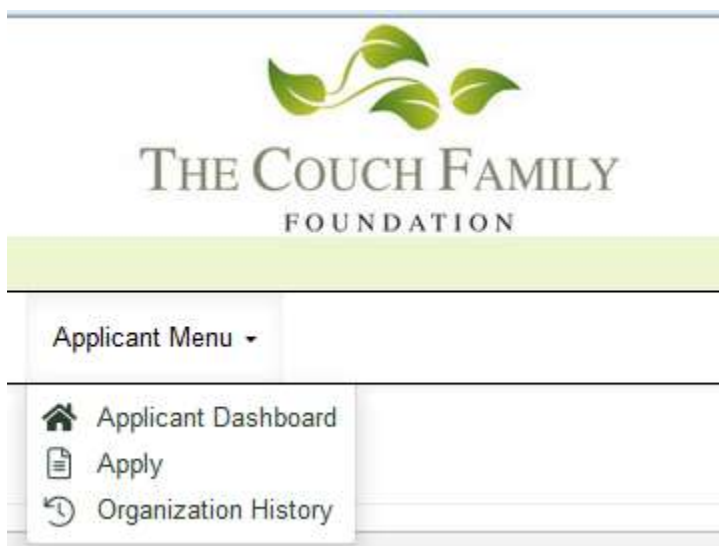 THE COUCH FAMILY
FOUNDATION
Applicant Menu
Applicant Dashboard
Apply
Organization History